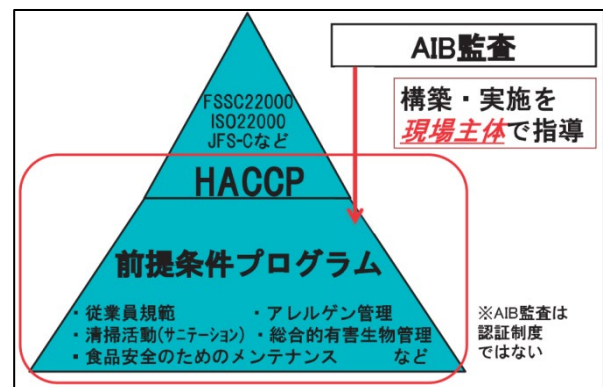 AIB監査
構築・実施を
現場主体で指導
FSSC22000
ISO22000
JFS-Cなど
HACCP
前提条件プログラム
・従業員規範 ・アレルゲン管理
・清掃活動(サニテーション) ・総合的有害生物管理
・食品安全のためのメンテナンス など
※AIB監査は
認証制度
ではない